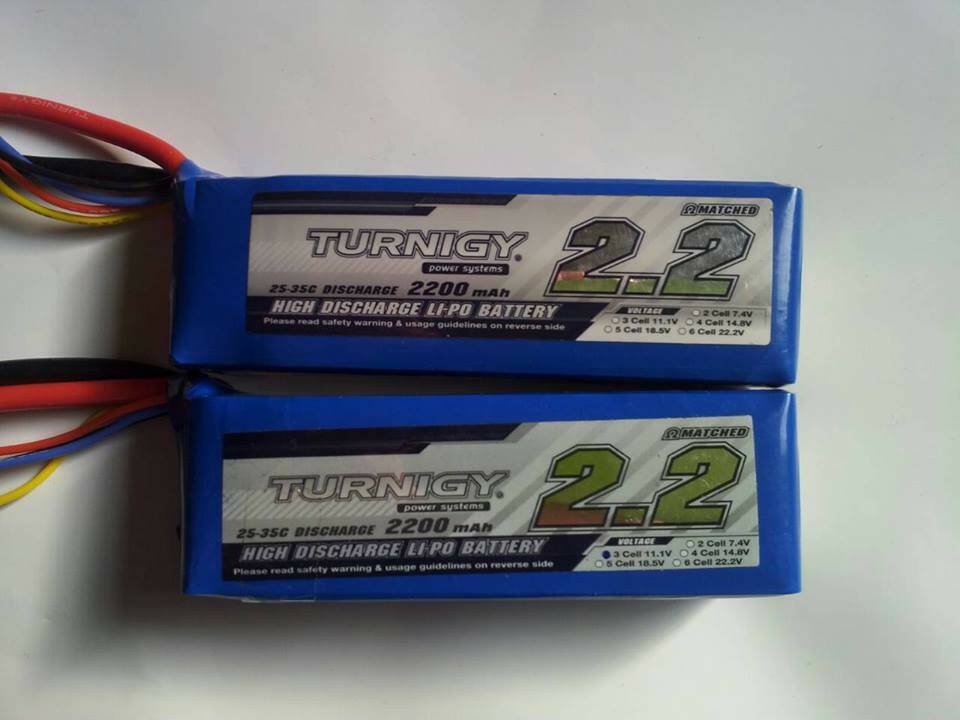 TURNIGY
Ω MATCHED
TURNIGY®
2.2
power systems
25-35C DISCHARGE 2200 mAh
HIGH DISCHARGE LI-PO BATTERY
Please read safety warning & usage guidelines on reverse side
VOLTAGE
2 Cell 7.4V
3 Cell 11.1V
4 Cell 14.8V
5 Cell 18.5V
6 Cell 22.2V
Ω MATCHED
TURNIGY®
2.2
power systems
25-35C DISCHARGE 2200 mAh
HIGH DISCHARGE LI-PO BATTERY
Please read safety warning & usage guidelines on reverse side
VOLTAGE
2 Cell 7.4V
3 Cell 11.1V
4 Cell 14.8V
5 Cell 18.5V
6 Cell 22.2V